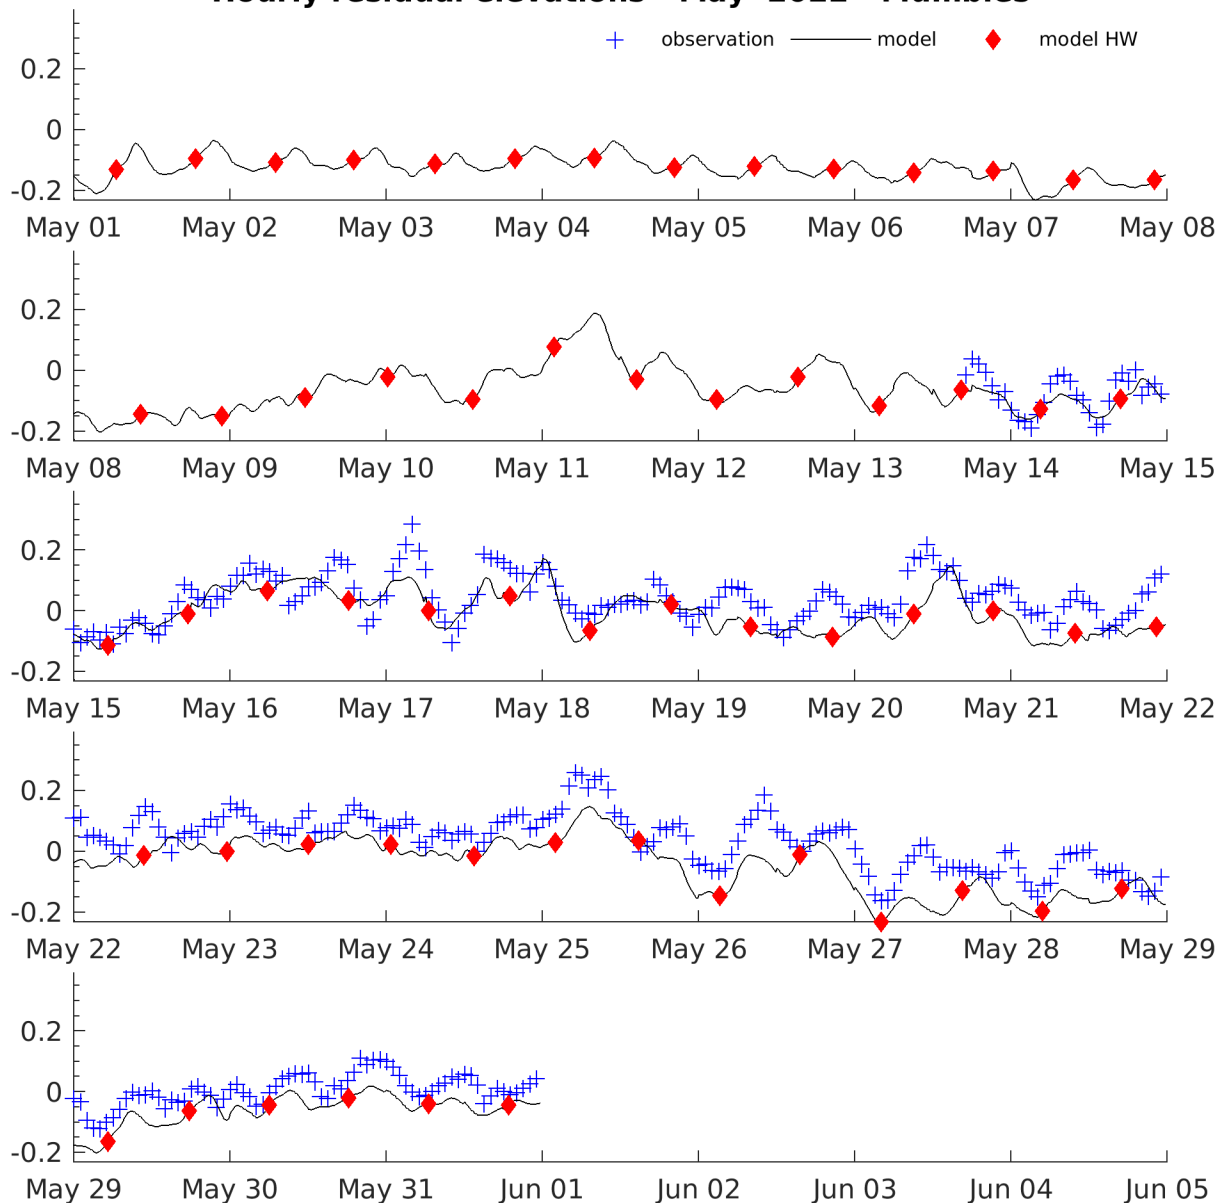 Hourly residual elevations May Mumbles
observation model model HW
0.2
0
-0.2
May 01 May 02 May 03 May 04 May 05 May 06 May 07 May 08
0.2
0
-0.2
May 08 May 09 May 10 May 11 May 12 May 13 May 14 May 15
0.2
0
-0.2
May 15 May 16 May 17 May 18 May 19 May 20 May 21 May 22
0.2
0
-0.2
May 22 May 23 May 24 May 25 May 26 May 27 May 28 May 29
0.2
0
-0.2
May 29 May 30 May 31 Jun 01 Jun 02 Jun 03 Jun 04 Jun 05